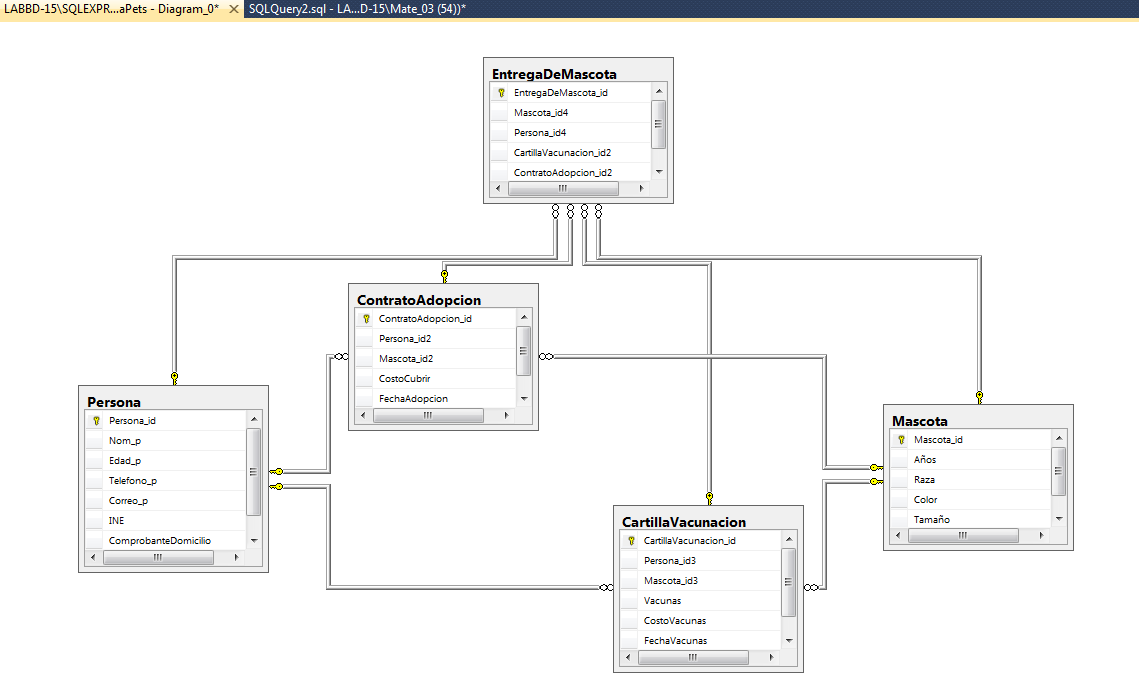 LABBD-15\SQLEXPR...aPets - Diagram_0* SQLQuery2.sql - LA...D-15\Mate_03 (54))*
EntregaDeMascota
EntregaDeMascota_id
Mascota_id4
Persona_id4
CartillaVacunacion_id2
ContratoAdopcion_id2
ContratoAdopcion
ContratoAdopcion_id
Persona_id2
Mascota_id2
CostoCubrir
FechaAdopcion
Persona
Persona_id
Nom_p
Edad_p
Telefono_p
Correo_p
INE
ComprobanteDomicilio
Mascota
Mascota_id
Años
Raza
Color
Tamaño
CartillaVacunacion
CartillaVacunacion_id
Persona_id3
Mascota_id3
Vacunas
CostoVacunas
FechaVacunas